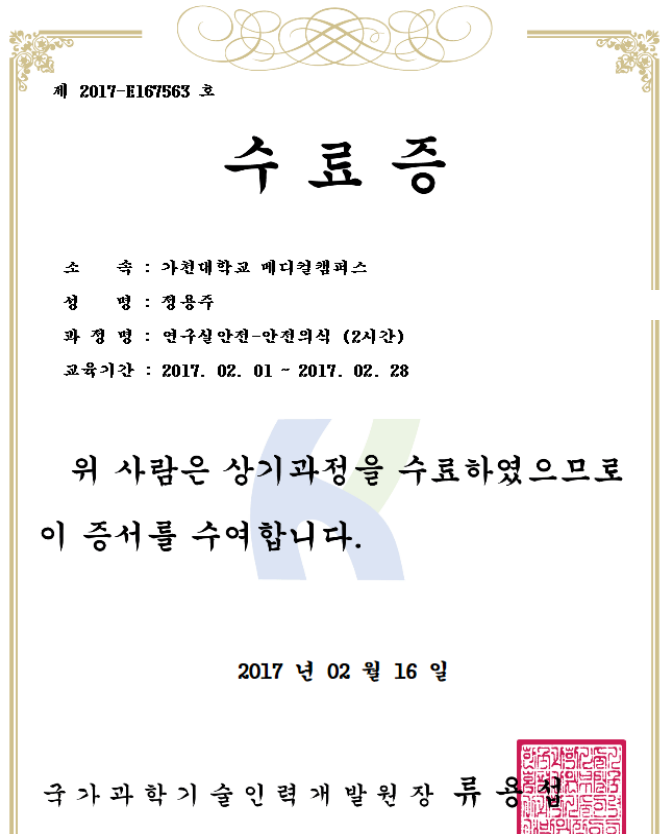 제 2017-E167563 호
수 료 증
소 속 : 가천대학교 메디컬캠퍼스
성 명 : 정용주
과 정 명 : 연구실안전-안전의식 (2시간)
교육기간 : 2017. 02. 01 ~ 2017. 02. 28
위 사람은 상기과정을 수료하였으므로
이 증서를 수여합니다.
2017 년 02 월 16 일
국가과학기술인력개발원장 류 용 섭